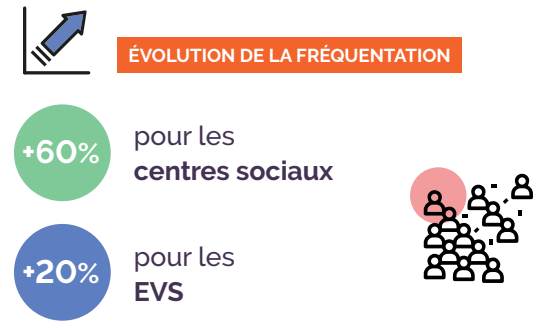 ÉVOLUTION DE LA FRÉQUENTATION
+60%
pour les
centres sociaux
+20%
pour les
EVS